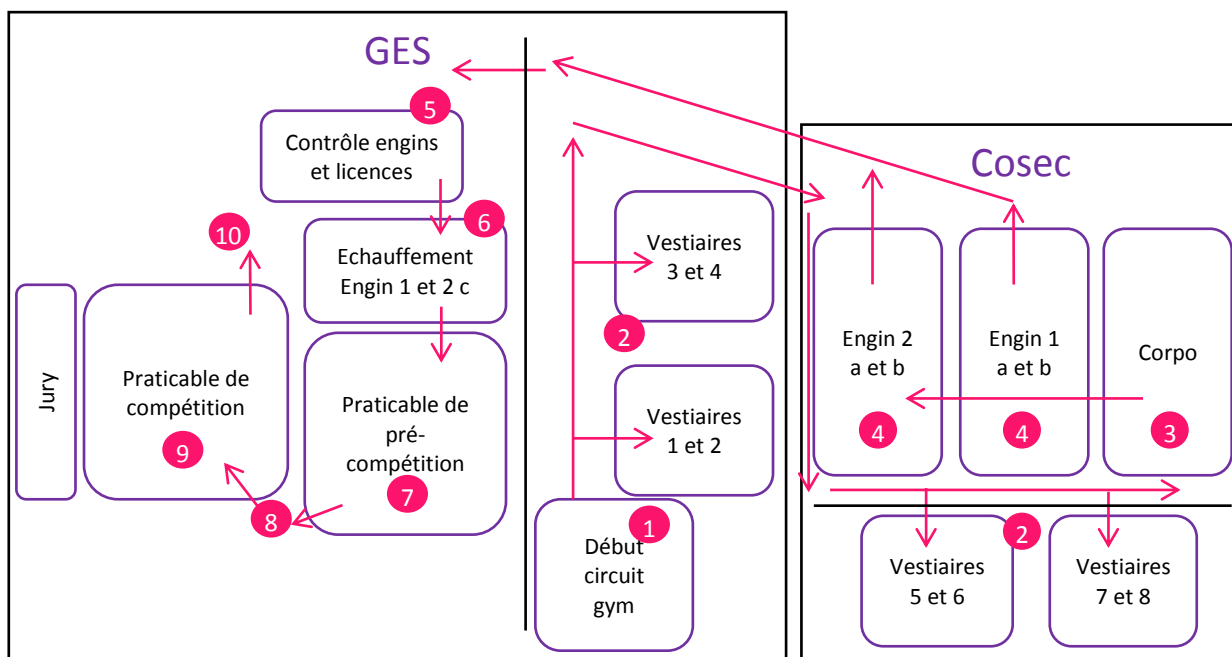 GES
5
Contrôle engins
et licences
6
Echauffement
Engin 1 et 2 c
10
Jury
Praticable de
compétition
9
Praticable de
pré-
compétition
7
8
Vestiaires
3 et 4
2
Vestiaires
1 et 2
1
Début
circuit
gym
Cosec
Engin 2
a et b
4
Engin 1
a et b
4
Corpo
3
2
Vestiaires
5 et 6
Vestiaires
7 et 8